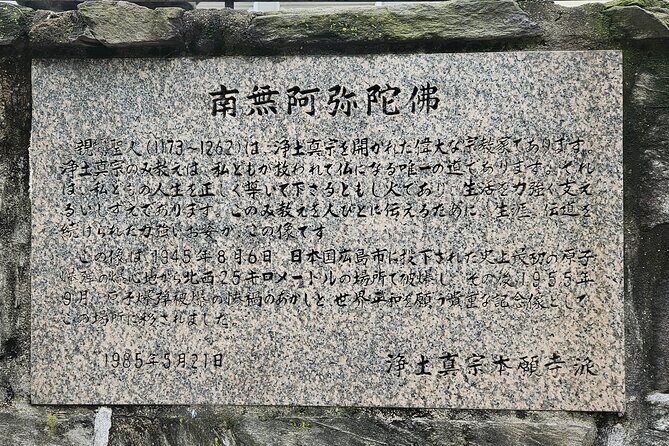 南無阿弥陀佛
親鸞聖人(1173~1262)は、浄土真宗を開かれた偉大な宗教家であります。
浄土真宗のみ教えは、私どもが救われて仏になる唯一の道であります。それ
は、私どもの人生を正しく導いて下さるともし火であり、生活を力強く支え
るいしずえであります。このみ教えを人びとに伝えるために、生涯、伝道を
続けられた力強いお姿が、この像です。
この像は、1945年8月6日、日本国広島市に投下された史上最初の原子
爆弾の爆心地から北西2.5キロメートルの場所で被爆し、その後、1955年
9月、原子爆弾被爆の惨禍のあかしと、世界平和を願う貴重な記念像として
この場所に移されました。
1985年5月21日
浄土真宗本願寺派